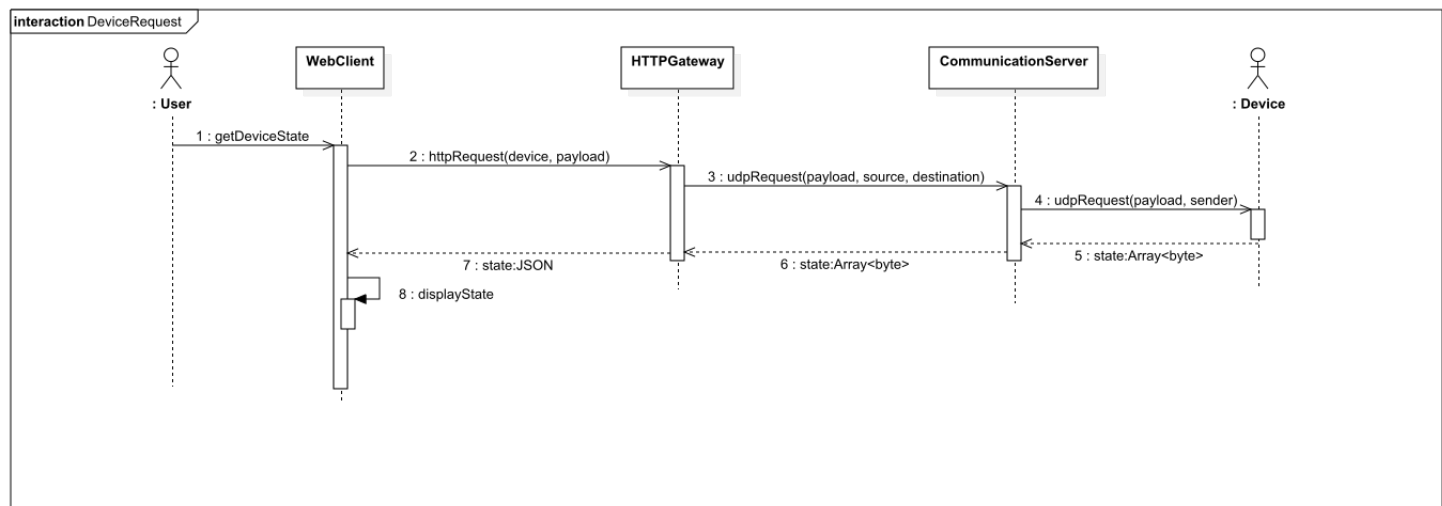 interaction DeviceRequest
WebClient
HTTPGateway
CommunicationServer
: User
: Device
1 : getDeviceState
2 : httpRequest(device, payload)
3 : udpRequest(payload, source, destination)
4 : udpRequest(payload, sender)
5 : state:Array<byte>
6 : state:Array<byte>
7 : state:JSON
8 : displayState